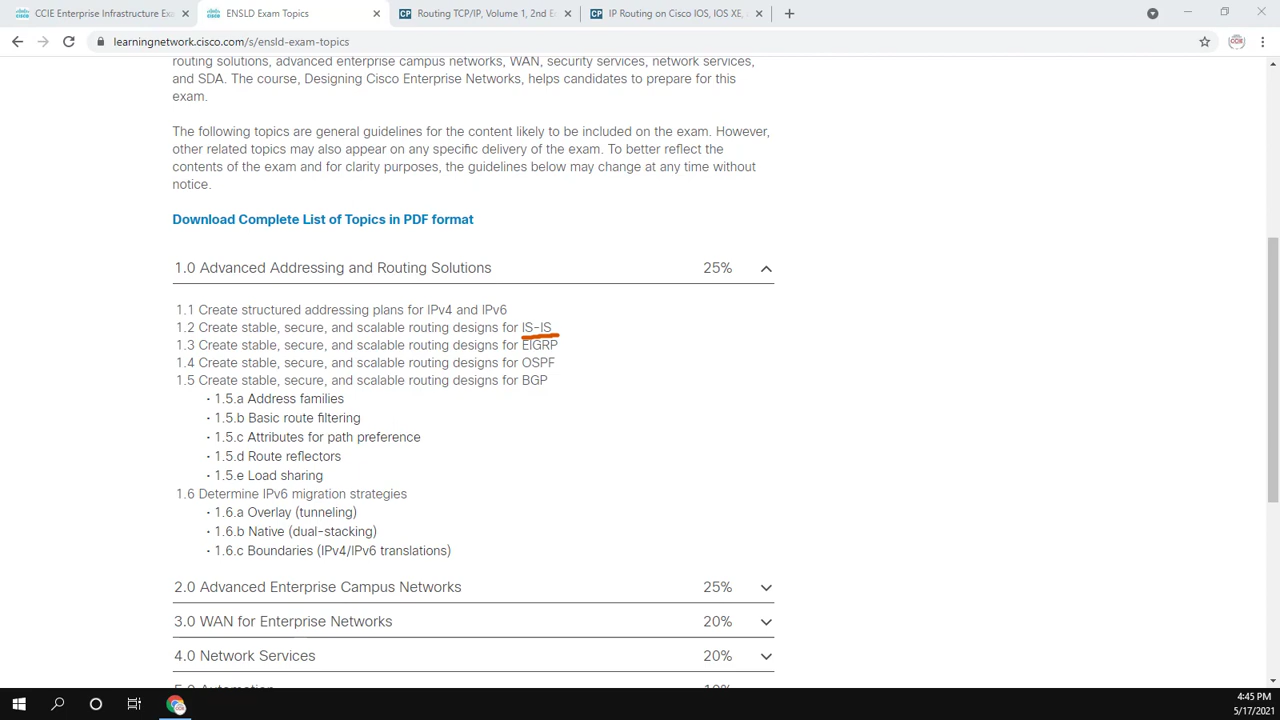 CCIE Enterprise Infrastructure Exa
ENSLD Exam Topics
Routing TCP/IP, Volume 1, 2nd E
IP Routing on Cisco IOS, IOS XE,
learningnetwork.cisco.com/s/ensld-exam-topics
routing solutions, advanced enterprise campus networks, WAN, security services, network services,
and SDA. The course, Designing Cisco Enterprise Networks, helps candidates to prepare for this
exam.
The following topics are general guidelines for the content likely to be included on the exam. However,
other related topics may also appear on any specific delivery of the exam. To better reflect the
contents of the exam and for clarity purposes, the guidelines below may change at any time without
notice.
Download Complete List of Topics in PDF format
1.0 Advanced Addressing and Routing Solutions 25%
1.1 Create structured addressing plans for IPv4 and IPv6
1.2 Create stable, secure, and scalable routing designs for IS-IS
1.3 Create stable, secure, and scalable routing designs for EIGRP
1.4 Create stable, secure, and scalable routing designs for OSPF
1.5 Create stable, secure, and scalable routing designs for BGP
· 1.5.a Address families
· 1.5.b Basic route filtering
· 1.5.c Attributes for path preference
· 1.5.d Route reflectors
· 1.5.e Load sharing
1.6 Determine IPv6 migration strategies
· 1.6.a Overlay (tunneling)
· 1.6.b Native (dual-stacking)
· 1.6.c Boundaries (IPv4/IPv6 translations)
2.0 Advanced Enterprise Campus Networks 25%
3.0 WAN for Enterprise Networks 20%
4.0 Network Services 20%
5.0 Automation 10%
4:45 PM
5/17/2021